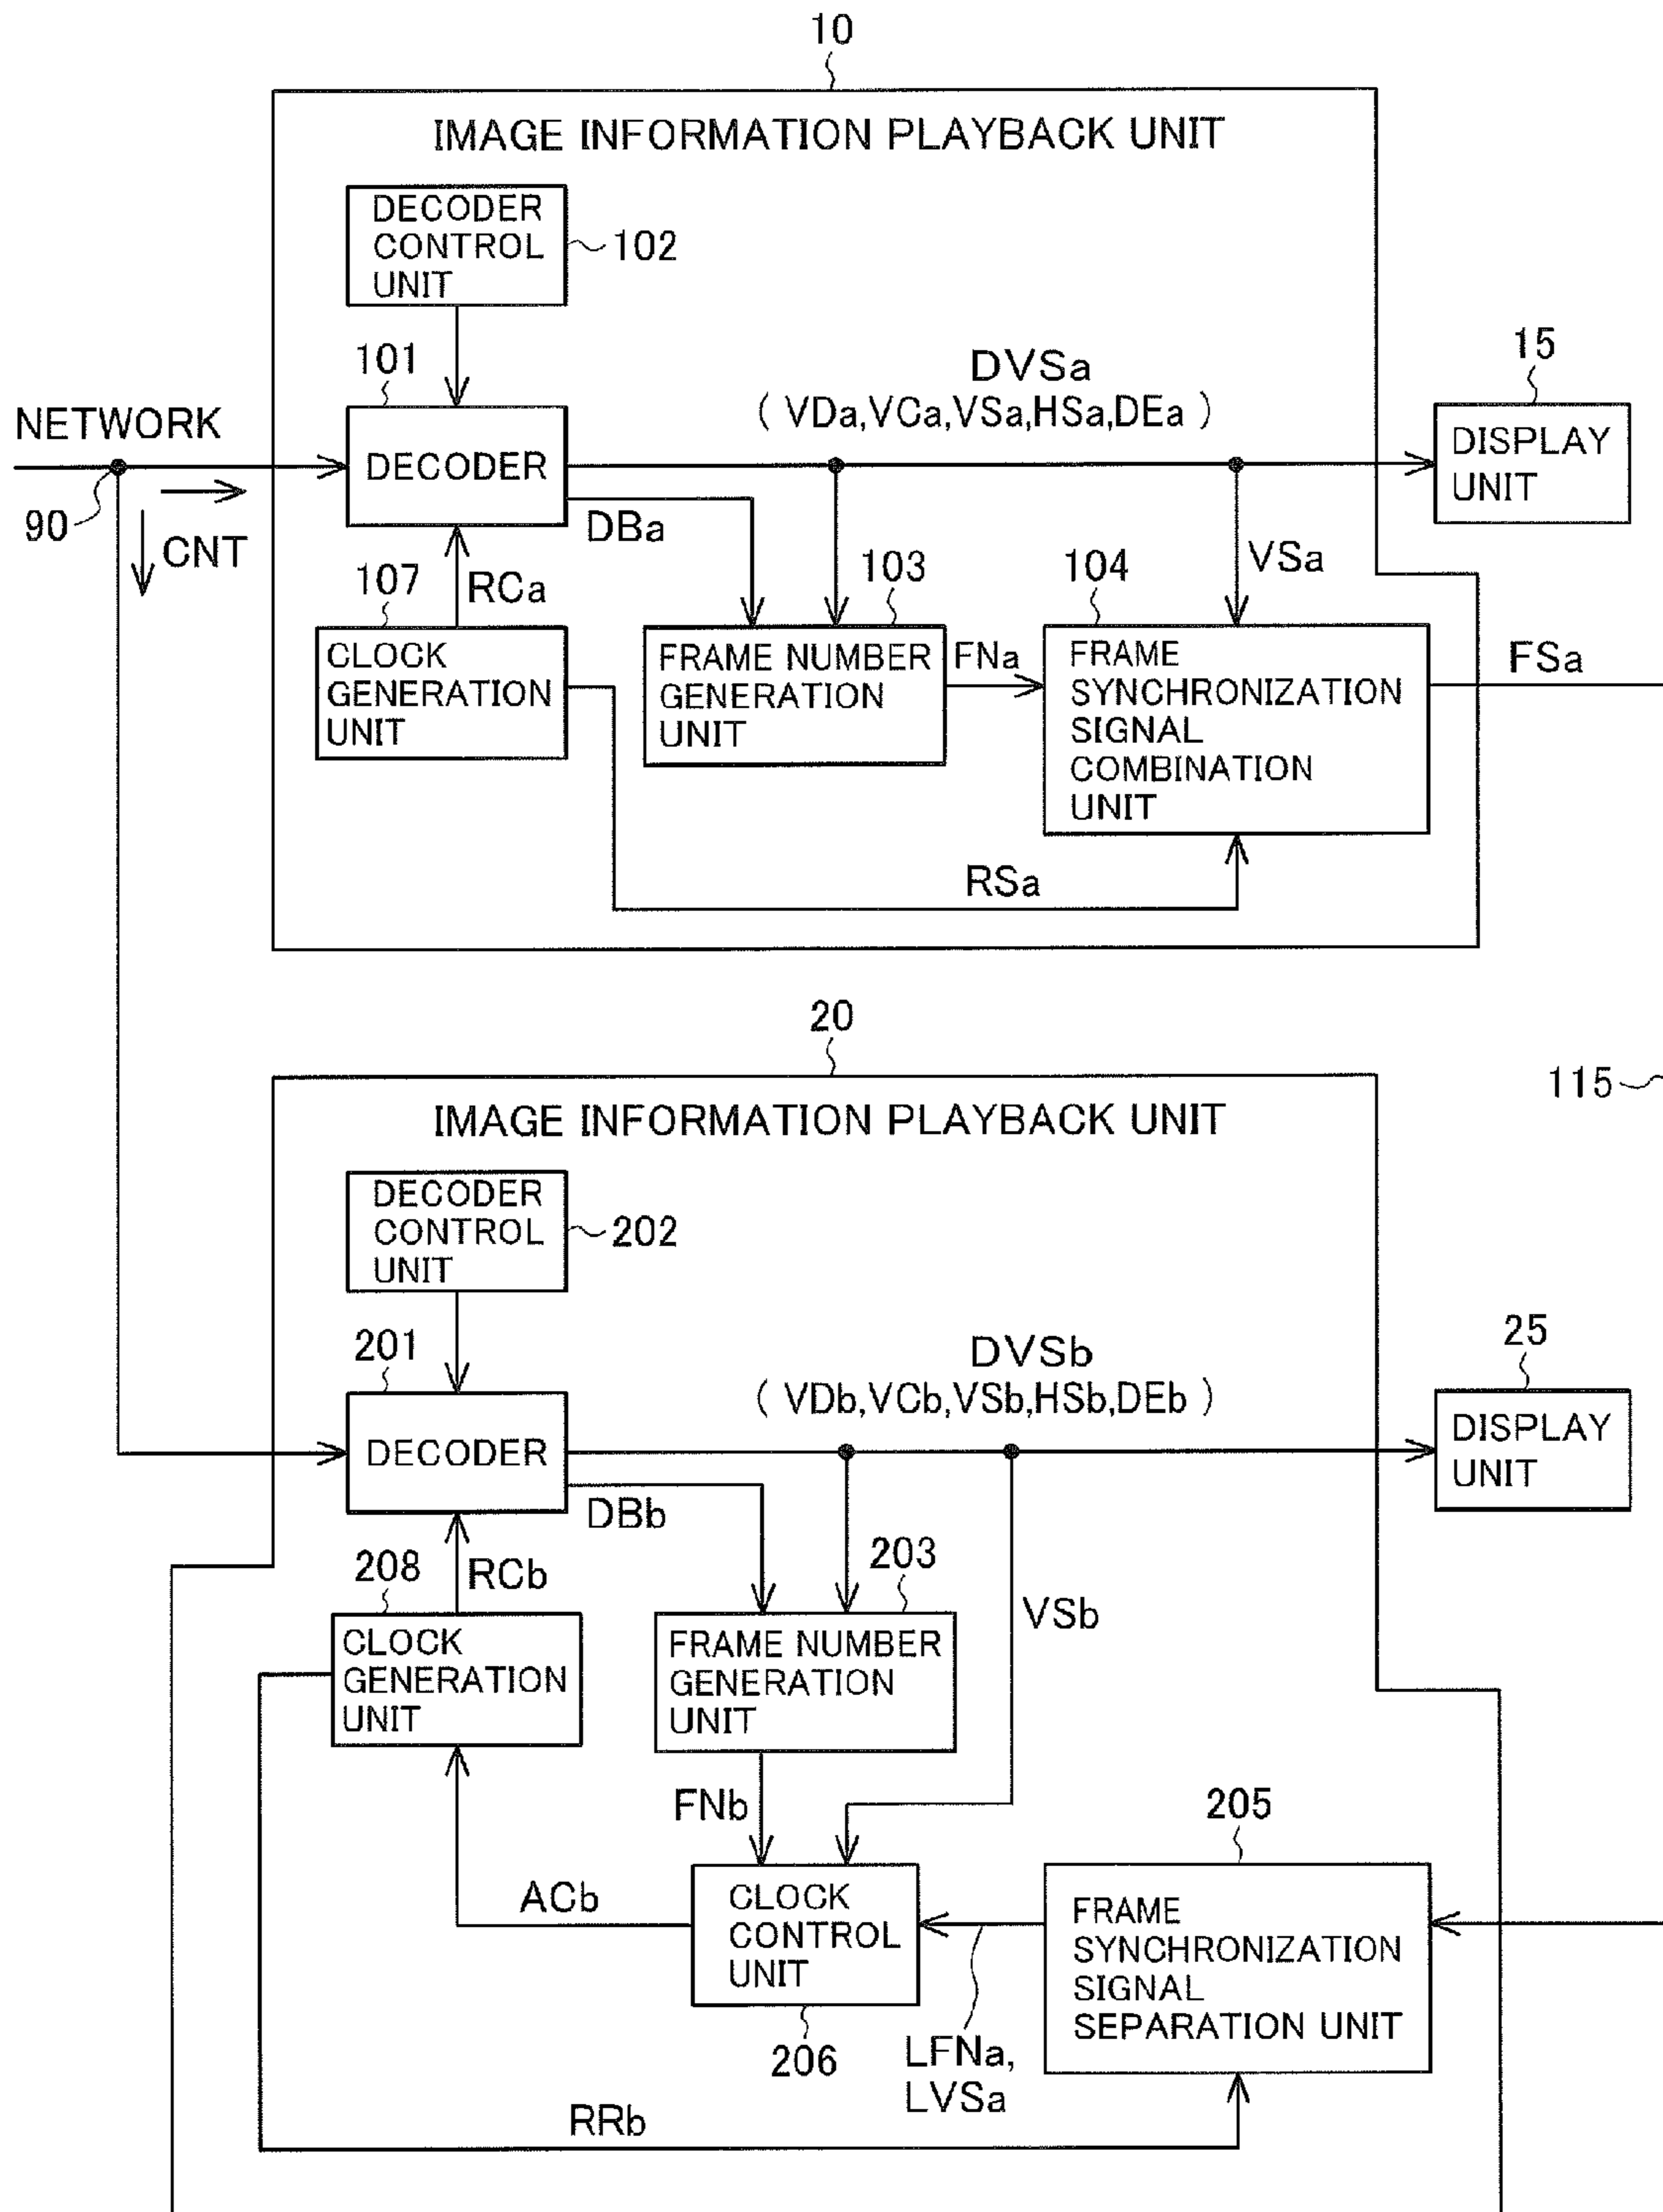 10
IMAGE INFORMATION PLAYBACK UNIT
DECODER
CONTROL
UNIT
102
101
NETWORK
90
CNT
DECODER
DVSa
( VDa,VCa,VSa,HSa,DEa )
15
DISPLAY
UNIT
DBa
VSa
107
RCa
CLOCK
GENERATION
UNIT
103
FRAME NUMBER
GENERATION
UNIT
FNa
104
FRAME
SYNCHRONIZATION
SIGNAL
COMBINATION
UNIT
FSa
RSa
20
115
IMAGE INFORMATION PLAYBACK UNIT
DECODER
CONTROL
UNIT
202
201
DECODER
DVSb
( VDb,VCb,VSb,HSb,DEb )
25
DISPLAY
UNIT
DBb
208
RCb
CLOCK
GENERATION
UNIT
203
FRAME NUMBER
GENERATION
UNIT
VSb
FNb
205
ACb
CLOCK
CONTROL
UNIT
206
LFNa,
LVSa
FRAME
SYNCHRONIZATION
SIGNAL
SEPARATION UNIT
RRb